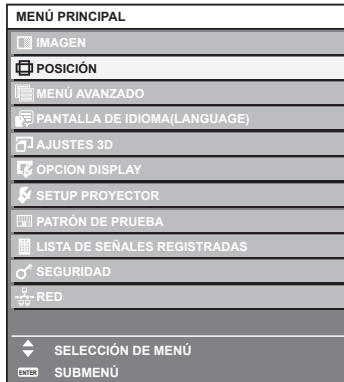 MENÚ PRINCIPAL
IMAGEN
POSICIÓN
MENÚ AVANZADO
PANTALLA DE IDIOMA(LANGUAGE)
AJUSTES 3D
OPCION DISPLAY
SETUP PROYECTOR
PATRÓN DE PRUEBA
LISTA DE SEÑALES REGISTRADAS
SEGURIDAD
RED
SELECCIÓN DE MENÚ
ENTER SUBMENÚ